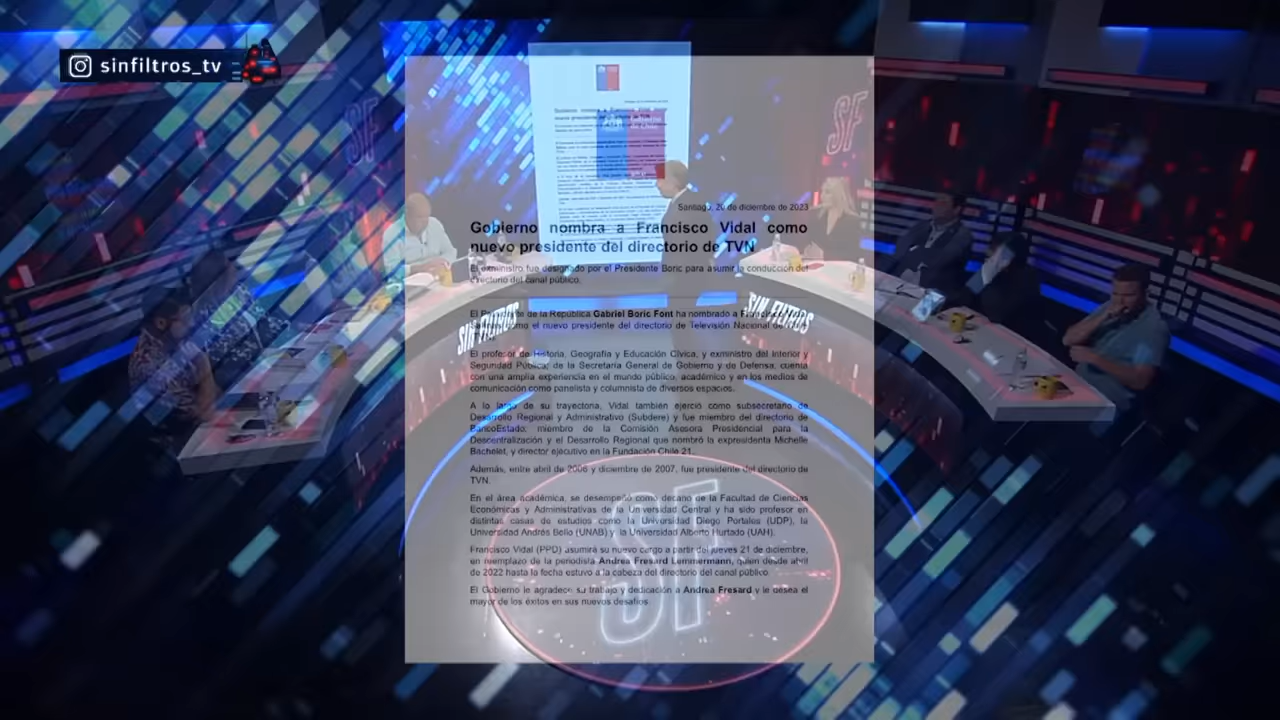 sinfiltros_tv
SF
SF
Santiago, 20 de diciembre de 2023
Gobierno nombra a Francisco Vidal como
nuevo presidente del directorio de TVN
El exministro fue designado por el Presidente Boric para asumir la conducción del
directorio del canal público.
El Presidente de la República Gabriel Boric Font ha nombrado a Francisco
como el nuevo presidente del directorio de Televisión Nacional de
El profesor de Historia, Geografía y Educación Cívica, y exministro del Interior y
Seguridad Pública, de la Secretaría General de Gobierno y de Defensa, cuenta
con una amplia experiencia en el mundo público, académico y en los medios de
comunicación como panelista y columnista de diversos espacios.
A lo largo de su trayectoria, Vidal también ejerció como subsecretario de
Desarrollo Regional y Administrativo (Subdere) y fue miembro del directorio de
BancoEstado; miembro de la Comisión Asesora Presidencial para la
Descentralización y el Desarrollo Regional que nombró la expresidenta Michelle
Bachelet, y director ejecutivo en la Fundación Chile 21.
Además, entre abril de 2006 y diciembre de 2007, fue presidente del directorio de
TVN.
En el área académica, se desempeñó como decano de la Facultad de Ciencias
Económicas y Administrativas de la Universidad Central y ha sido profesor en
distintas casas de estudios como la Universidad Diego Portales (UDP), la
Universidad Andrés Bello (UNAB) y la Universidad Alberto Hurtado (UAH).
Francisco Vidal (PPD) asumirá su nuevo cargo a partir del jueves 21 de diciembre,
en reemplazo de la periodista Andrea Fresard Lemmermann, quien desde abril
de 2022 hasta la fecha estuvo a la cabeza del directorio del canal público.
El Gobierno le agradece su trabajo y dedicación a Andrea Fresard y le desea el
mayor de los éxitos en sus nuevos desafíos.
SIN FILTROS
SIN FILTROS
SF